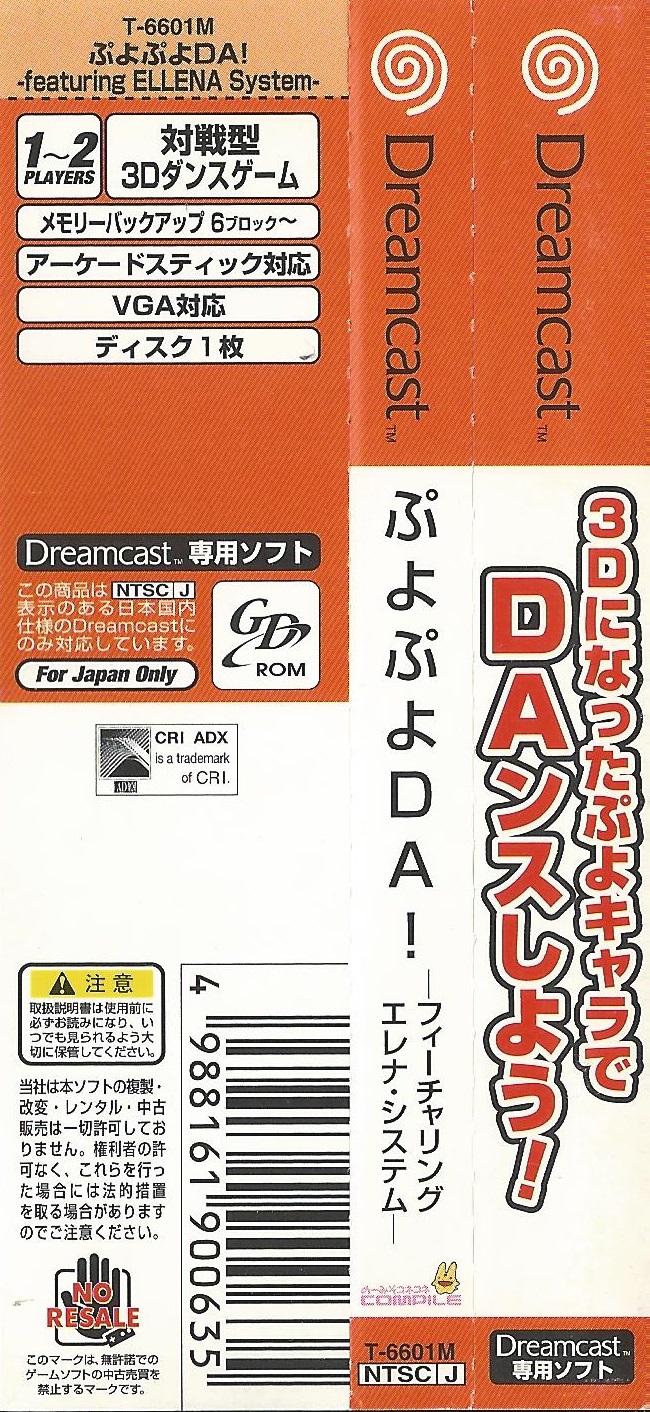 T-6601M
ぷよぷよDA!
-featuring ELLENA System-
1～2
PLAYERS
対戦型
3Dダンスゲーム
メモリーバックアップ 6ブロック～
アーケードスティック対応
VGA対応
ディスク1枚
Dreamcast™ 専用ソフト
この商品は NTSC J
表示のある日本国内
仕様のDreamcastに
のみ対応しています。
For Japan Only
GD
ROM
CRI ADX
is a trademark
of CRI.
ADX
注意
取扱説明書は使用前に
必ずお読みになり、い
つでも見られるよう大
切に保管してください。
当社は本ソフトの複製・
改変・レンタル・中古
販売は一切許可してお
りません。権利者の許
可なく、これらを行っ
た場合には法的措置
を取る場合があります
のでご注意ください。
NO
RESALE
このマークは、無許諾での
ゲームソフトの中古売買を
禁止するマークです。
4 988161 900635
Dreamcast™
ぷよぷよDA!
―フィーチャリング
エレナ・システム―
COMPILE
T-6601M
NTSC J
Dreamcast™
3Dになったぷよキャラで
DAンスしよう!
Dreamcast™
専用ソフト